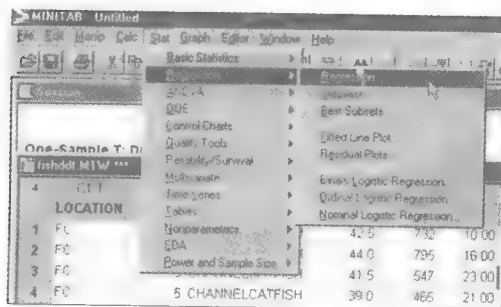 MINITAB - Untitled
File Edit Manip Calc Stat Graph Editor Window Help
Basic Statistics
Regression
Regression
ANOVA
Stepwise
DOE
Best Subsets
Control Charts
Fitted Line Plot
Quality Tools
Residual Plots
Reliability/Survival
Multivariate
Binary Logistic Regression
Time Series
Ordinal Logistic Regression
Tables
Nominal Logistic Regression...
Nonparametrics
EDA
Power and Sample Size
One-Sample T:
fishddt.MTW ***
LOCATION
1 FC 42.5 732 10.00
2 FC 44.0 795 16.00
3 FC 41.5 547 23.00
4 FC 5 CHANNELCATFISH 39.0 465 21.00